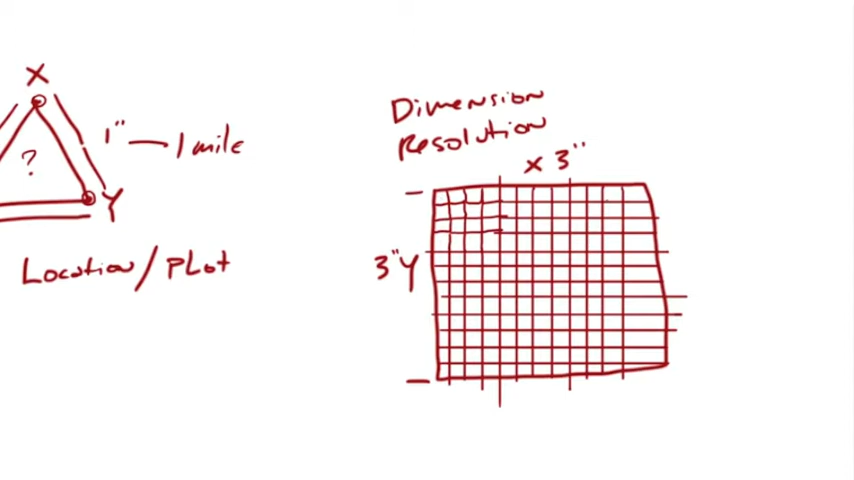 X
?
1" — 1 mile
Y
Location/PLot
Dimension
Resolution
x 3"
3" y